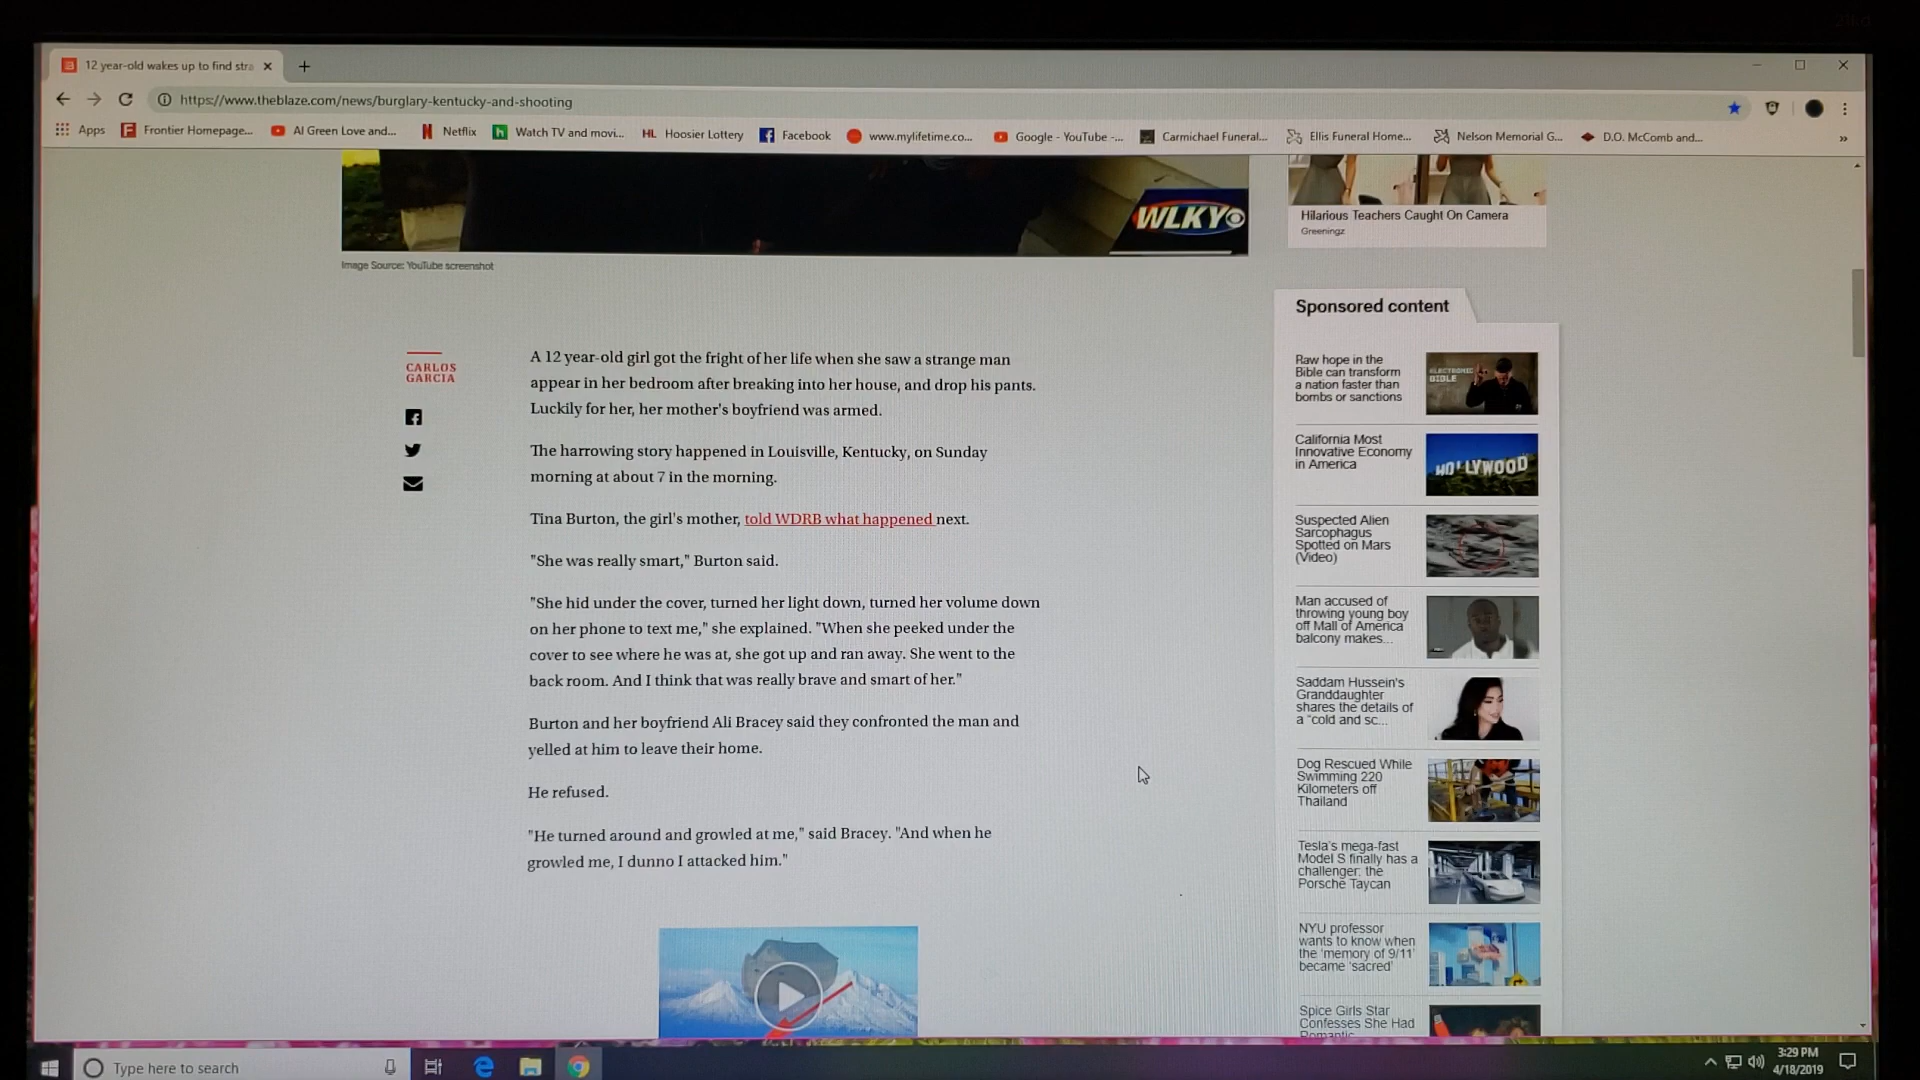 12 year-old wakes up to find stra
https://www.theblaze.com/news/burglary-kentucky-and-shooting
Apps Frontier Homepage... Al Green Love and... Netflix Watch TV and movi... HL Hoosier Lottery Facebook www.mylifetime.co... Google - YouTube -... Carmichael Funeral... Ellis Funeral Home... Nelson Memorial G... D.O. McComb and... »
WLKY
Image Source: YouTube screenshot
CARLOS
GARCIA
A 12 year-old girl got the fright of her life when she saw a strange man
appear in her bedroom after breaking into her house, and drop his pants.
Luckily for her, her mother's boyfriend was armed.
The harrowing story happened in Louisville, Kentucky, on Sunday
morning at about 7 in the morning.
Tina Burton, the girl's mother, told WDRB what happened next.
"She was really smart," Burton said.
"She hid under the cover, turned her light down, turned her volume down
on her phone to text me," she explained. "When she peeked under the
cover to see where he was at, she got up and ran away. She went to the
back room. And I think that was really brave and smart of her."
Burton and her boyfriend Ali Bracey said they confronted the man and
yelled at him to leave their home.
He refused.
"He turned around and growled at me," said Bracey. "And when he
growled me, I dunno I attacked him."
Hilarious Teachers Caught On Camera
Greeningz
Sponsored content
Raw hope in the
Bible can transform
a nation faster than
bombs or sanctions
ELECTRONIC
BIBLE
California Most
Innovative Economy
in America
HOLLYWOOD
Suspected Alien
Sarcophagus
Spotted on Mars
(Video)
Man accused of
throwing young boy
off Mall of America
balcony makes...
Saddam Hussein's
Granddaughter
shares the details of
a "cold and sc...
Dog Rescued While
Swimming 220
Kilometers off
Thailand
Tesla's mega-fast
Model S finally has a
challenger: the
Porsche Taycan
NYU professor
wants to know when
the 'memory of 9/11'
became 'sacred'
Spice Girls Star
Confesses She Had
Romantic
Type here to search
3:29 PM
4/18/2019